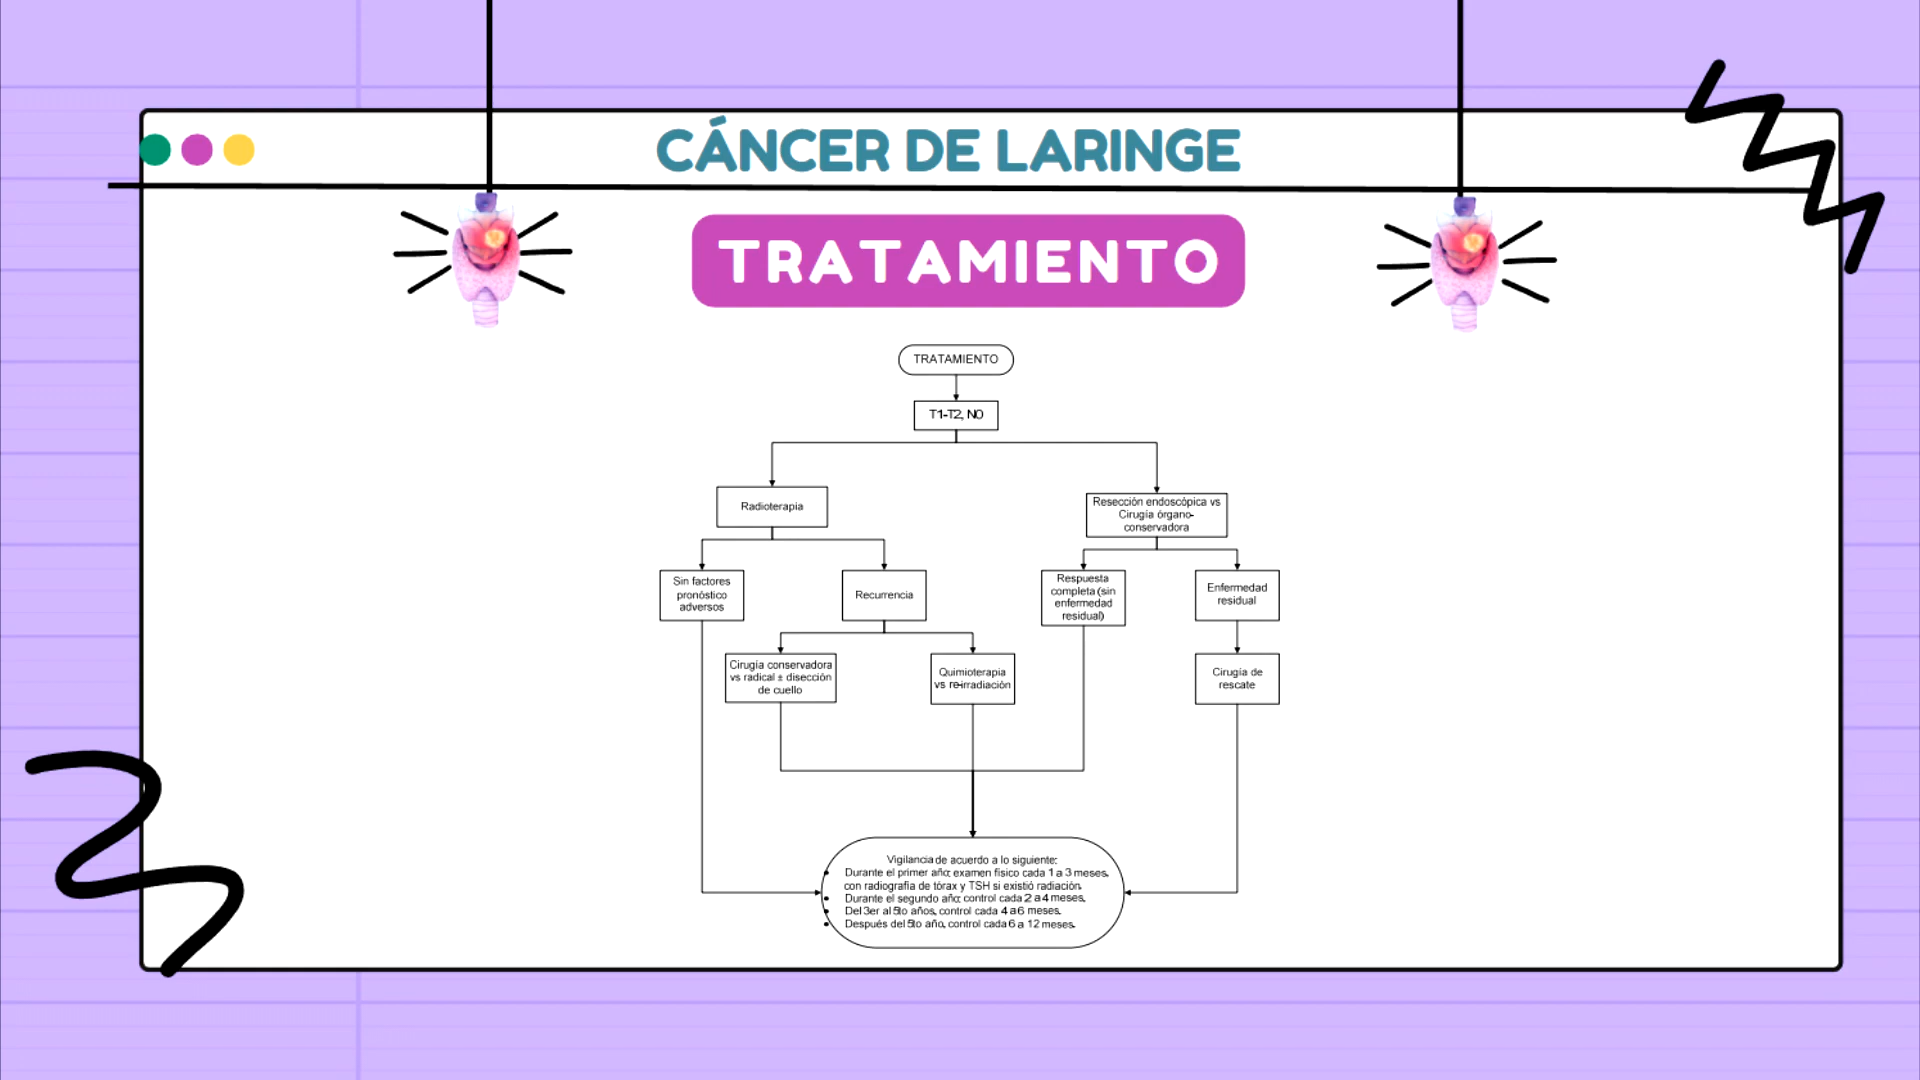 CÁNCER DE LARINGE
TRATAMIENTO
TRATAMIENTO
T1-T2, N0
Radioterapia
Resección endoscópica vs
Cirugía órgano-
conservadora
Sin factores
pronóstico
adversos
Recurrencia
Respuesta
completa (sin
enfermedad
residual)
Enfermedad
residual
Cirugía conservadora
vs radical ± disección
de cuello
Quimioterapia
vs re-irradiación
Cirugía de
rescate
Vigilancia de acuerdo a lo siguiente:
• Durante el primer año: examen físico cada 1 a 3 meses,
con radiografía de tórax y TSH si existió radiación.
• Durante el segundo año: control cada 2 a 4 meses,
• Del 3er al 5to años, control cada 4 a 6 meses.
• Después del 5to año, control cada 6 a 12 meses.